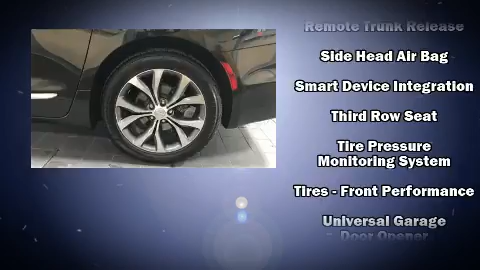 Remote Trunk Release
Side Head Air Bag
Smart Device Integration
Third Row Seat
Tire Pressure
Monitoring System
Tires - Front Performance
Universal Garage
Door Opener